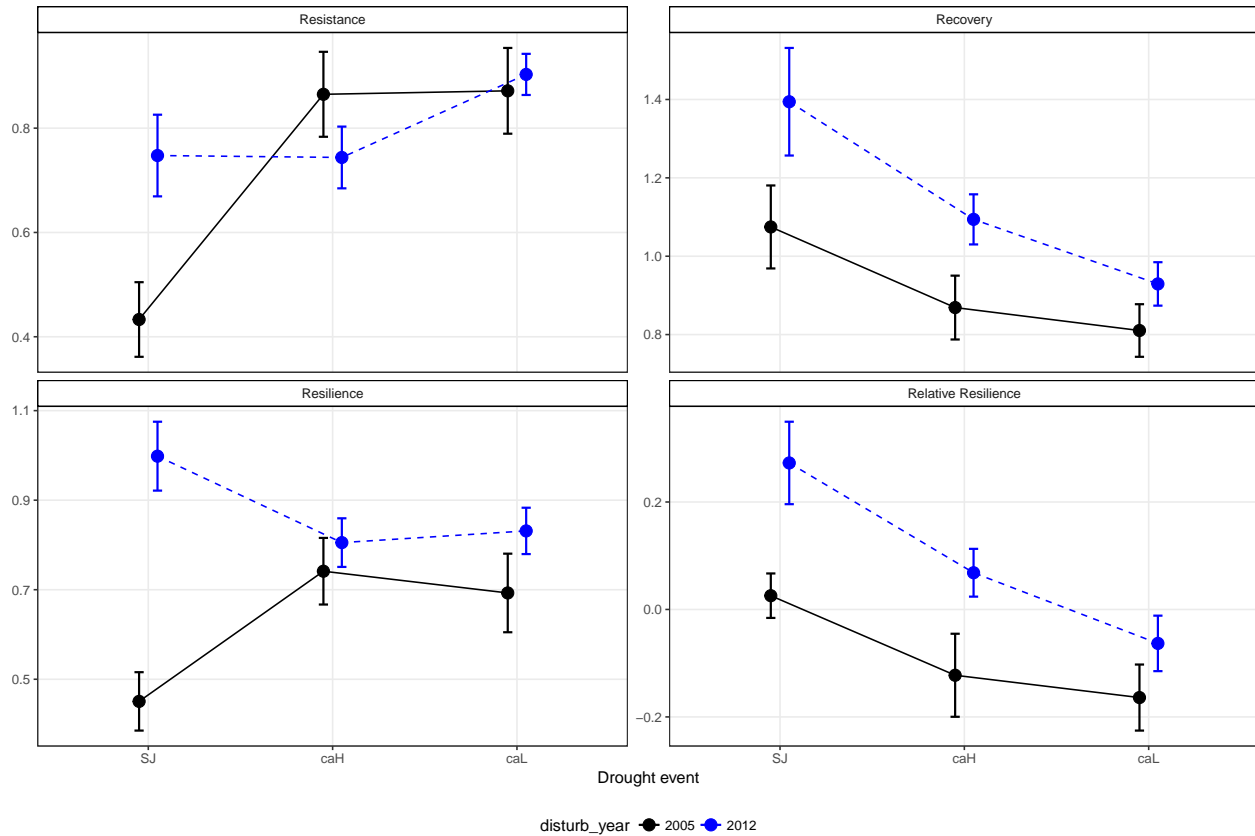 Resistance
Recovery
0.8
0.6
0.4
1.4
1.2
1.0
0.8
Resilience
Relative Resilience
1.1
0.9
0.7
0.5
0.2
0.0
−0.2
SJ caH caL
SJ caH caL
Drought event
disturb_year 2005 2012